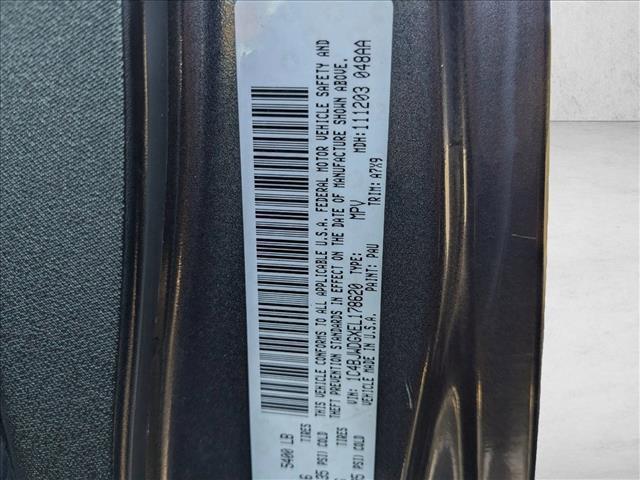 5400 LB
TIRES
35 PSI/ COLD
THIS VEHICLE CONFORMS TO ALL APPLICABLE U.S.A. FEDERAL MOTOR VEHICLE SAFETY AND
THEFT PREVENTION STANDARDS IN EFFECT ON THE DATE OF MANUFACTURE SHOWN ABOVE.
TIRES VIN: 1C4BJWDGXEL178620 TYPE: MPV MDH: 111203 048AA
PSI/ COLD VEHICLE MADE IN U.S.A. PAINT: PAU TRIM: A7X9